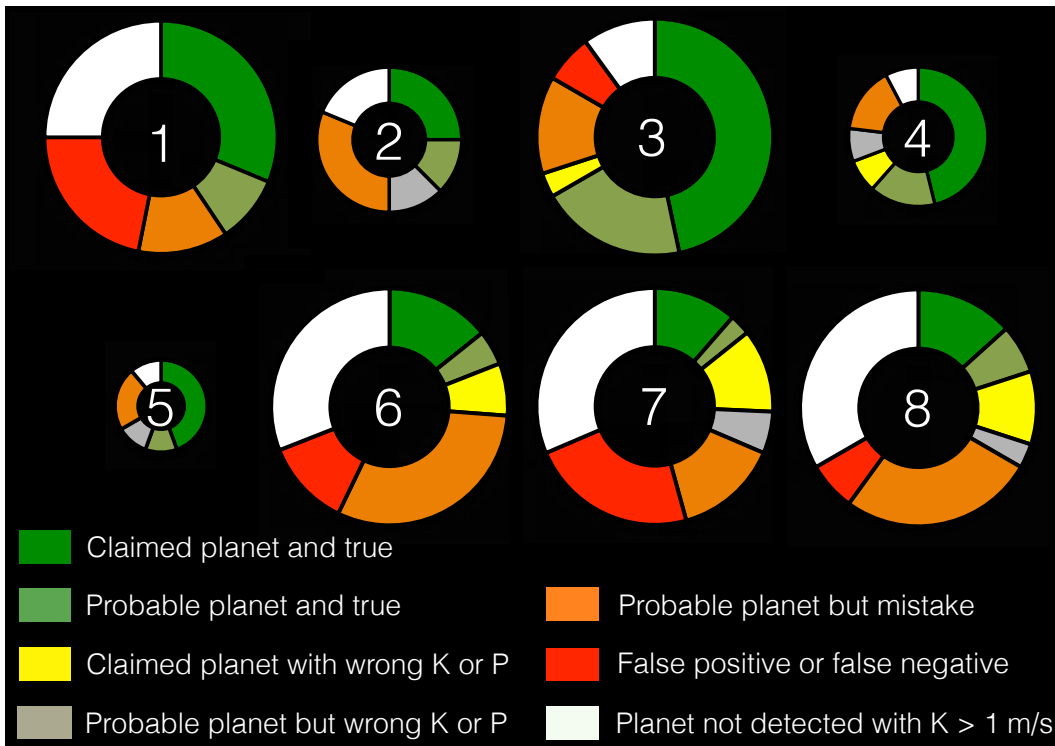 1
2
3
4
5
6
7
8
Claimed planet and true
Probable planet and true
Probable planet but mistake
Claimed planet with wrong K or P
False positive or false negative
Probable planet but wrong K or P
Planet not detected with K > 1 m/s